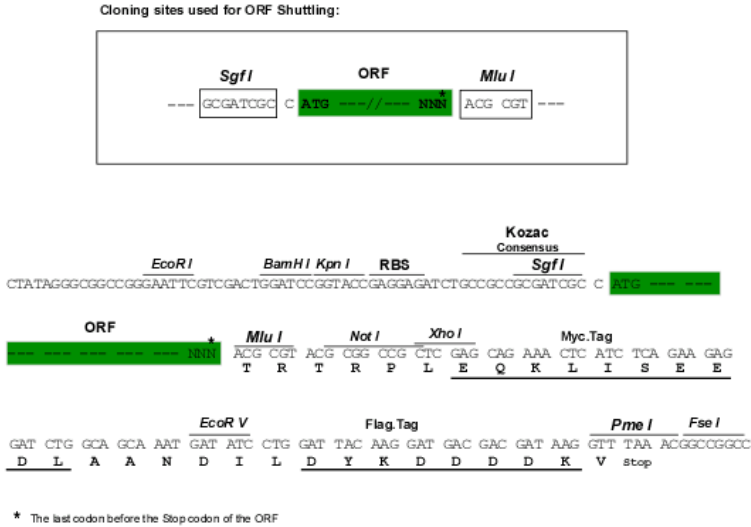 Cloning sites used for ORF Shuttling:
Sgf I ORF Mlu I
--- GCGATCGC C ATG ---//--- NNN* ACG CGT ---
Kozac
Consensus
EcoR I BamH I Kpn I RBS Sgf I
CTATAGGGCGGCCGGGAATTCGTCGACTGGATCCGGTACCGAGGAGATCTGCCGCCGCGATCGC C ATG --- ---
ORF Mlu I Not I Xho I Myc.Tag
--- --- --- --- --- --- NNN* ACG CGT ACG CGG CCG CTC GAG CAG AAA CTC ATC TCA GAA GAG
T R T R P L E Q K L I S E E
EcoR V Flag.Tag Pme I Fse I
GAT CTG GCA GCA AAT GAT ATC CTG GAT TAC AAG GAT GAC GAC GAT AAG GTT TAA ACGGCCGGCC
D L A A N D I L D Y K D D D D K V Stop
* The last codon before the Stop codon of the ORF